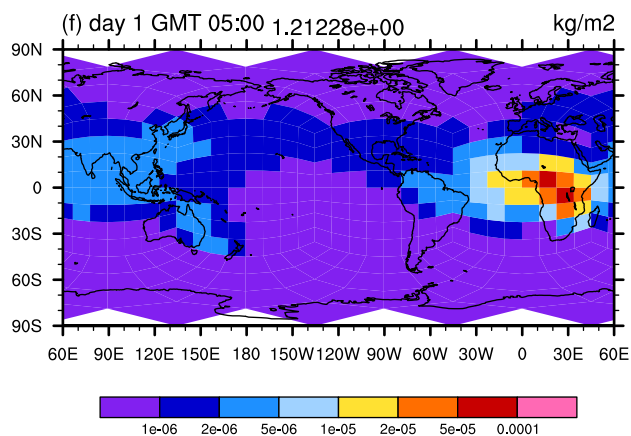 (f) day 1 GMT 05:00 1.21228e+00 kg/m2
90N
60N
30N
0
30S
60S
90S
60E 90E 120E 150E 180 150W 120W 90W 60W 30W 0 30E 60E
1e-06 2e-06 5e-06 1e-05 2e-05 5e-05 0.0001